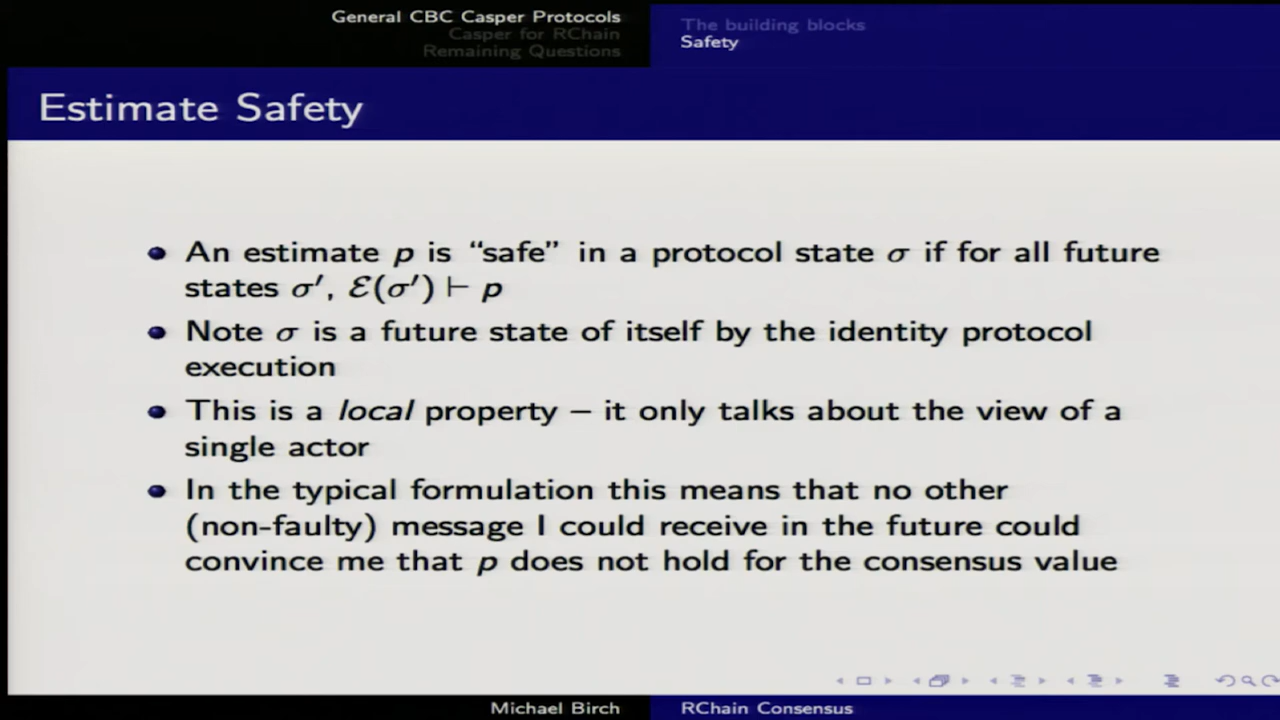 General CBC Casper Protocols
Casper for RChain
Remaining Questions
The building blocks
Safety
Estimate Safety
An estimate p is “safe” in a protocol state σ if for all future
states σ′, ℰ(σ′) ⊢ p
Note σ is a future state of itself by the identity protocol
execution
This is a local property – it only talks about the view of a
single actor
In the typical formulation this means that no other
(non-faulty) message I could receive in the future could
convince me that p does not hold for the consensus value
Michael Birch
RChain Consensus